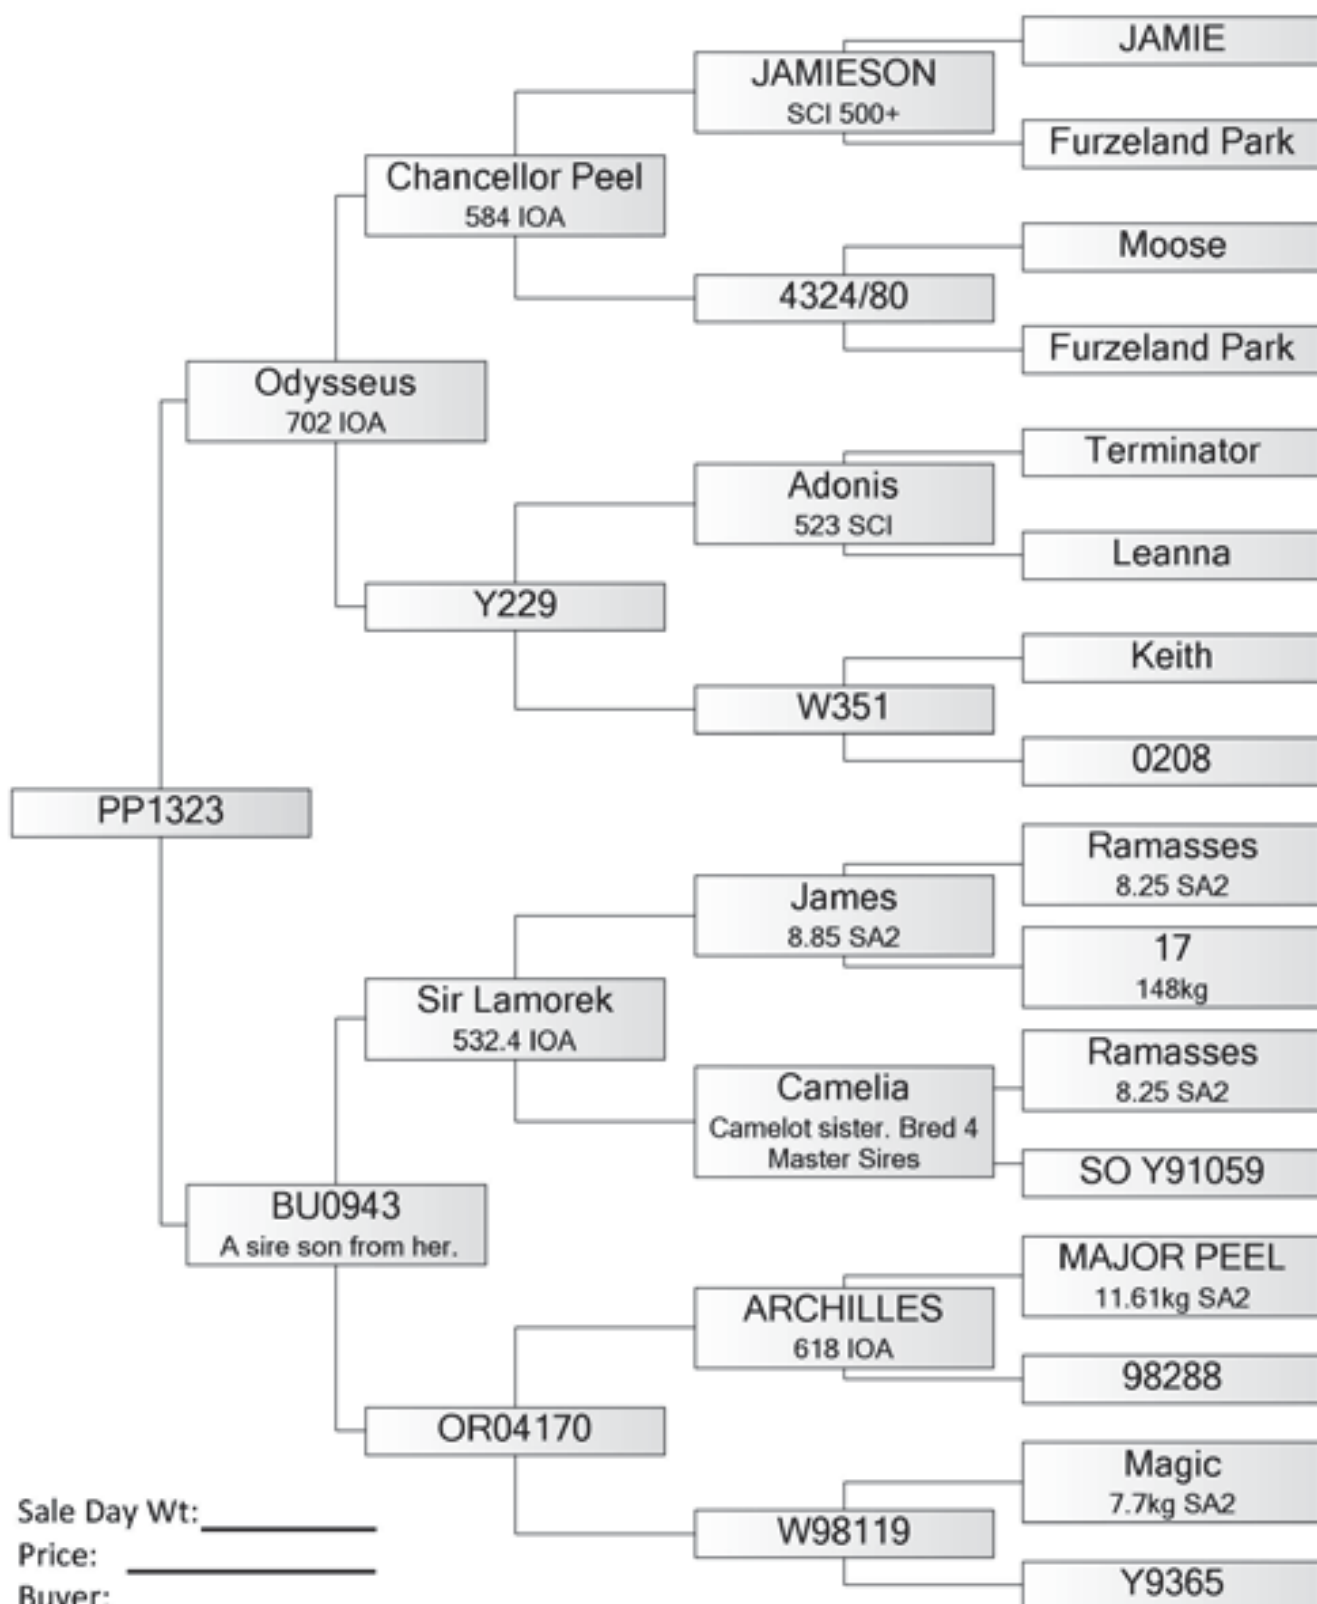 JAMIE
JAMIESON
SCI 500+
Furzeland Park
Chancellor Peel
584 IOA
Moose
4324/80
Furzeland Park
Odysseus
702 IOA
Terminator
Adonis
523 SCI
Leanna
Y229
Keith
W351
0208
PP1323
Ramasses
8.25 SA2
James
8.85 SA2
17
148kg
Sir Lamorek
532.4 IOA
Ramasses
8.25 SA2
Camelia
Camelot sister. Bred 4
Master Sires
SO Y91059
BU0943
A sire son from her.
MAJOR PEEL
11.61kg SA2
ARCHILLES
618 IOA
98288
OR04170
Magic
7.7kg SA2
W98119
Y9365
Sale Day Wt:
Price:
Buyer: